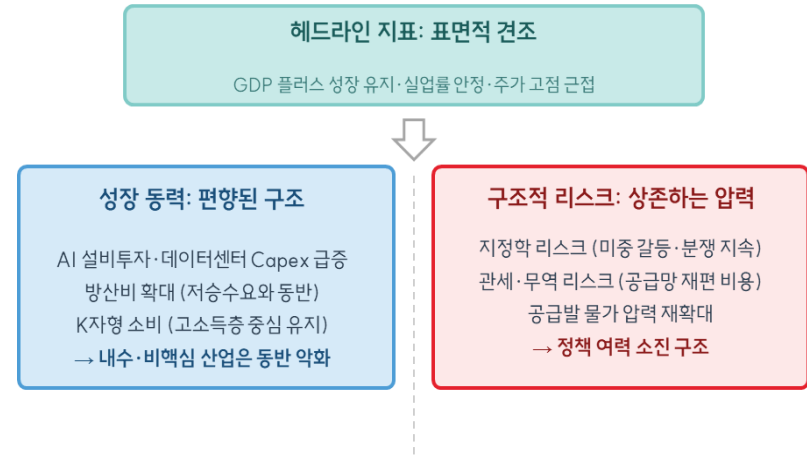 헤드라인 지표: 표면적 견조
GDP 플러스 성장 유지·실업률 안정·주가 고점 근접
성장 동력: 편향된 구조
AI 설비투자·데이터센터 Capex 급증
방산비 확대 (저승수요와 동반)
K자형 소비 (고소득층 중심 유지)
→ 내수·비핵심 산업은 동반 악화
구조적 리스크: 상존하는 압력
지정학 리스크 (미중 갈등·분쟁 지속)
관세·무역 리스크 (공급망 재편 비용)
공급발 물가 압력 재확대
→ 정책 여력 소진 구조